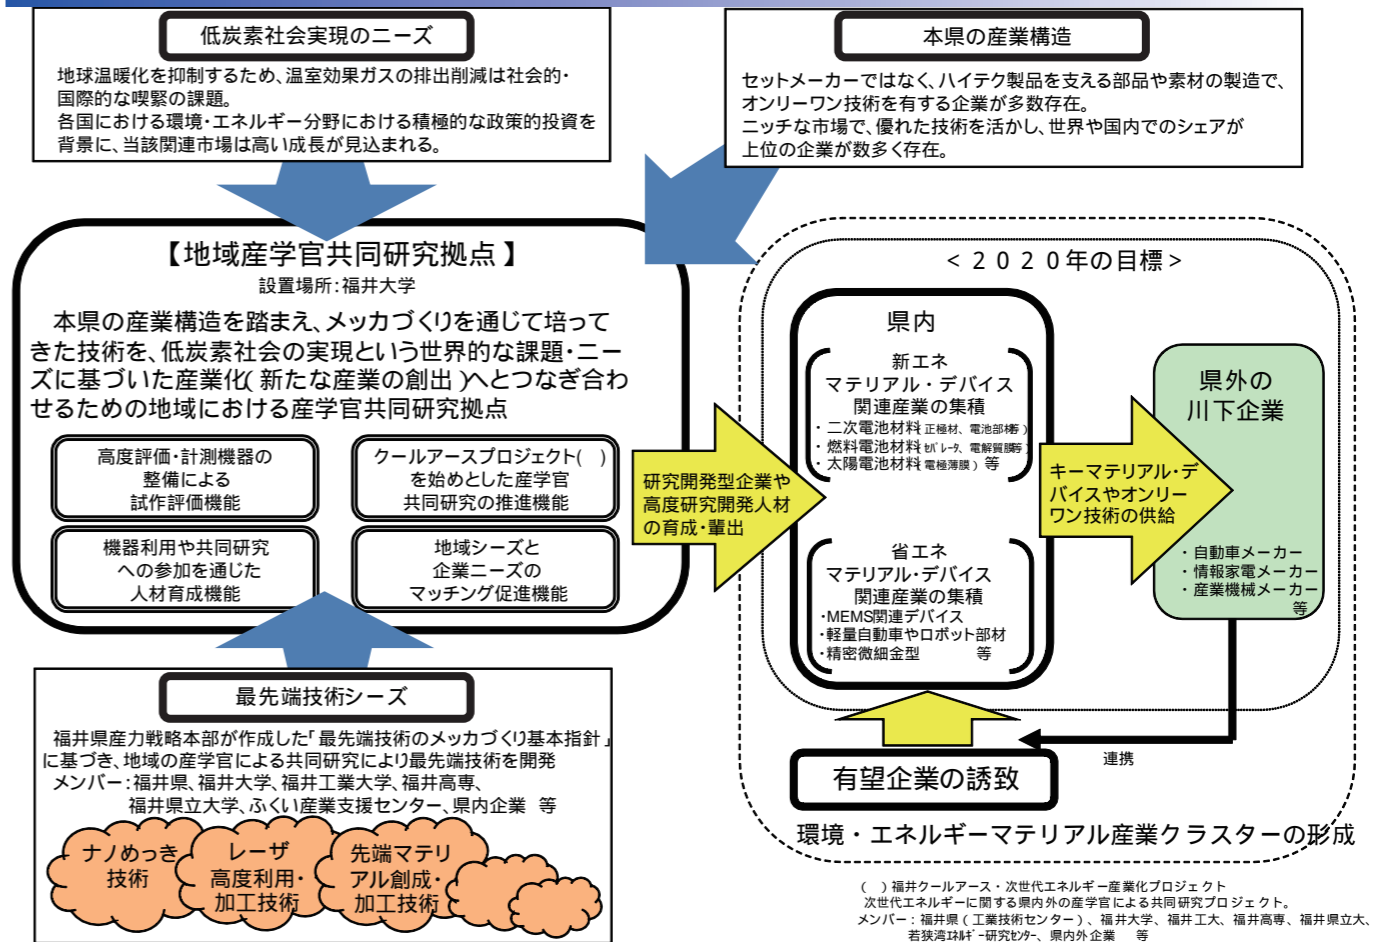 低炭素社会実現のニーズ
地球温暖化を抑制するため、温室効果ガスの排出削減は社会的・
国際的な喫緊の課題。
各国における環境・エネルギー分野における積極的な政策的投資を
背景に、当該関連市場は高い成長が見込まれる。
本県の産業構造
セットメーカーではなく、ハイテク製品を支える部品や素材の製造で、
オンリーワン技術を有する企業が多数存在。
ニッチな市場で、優れた技術を活かし、世界や国内でのシェアが
上位の企業が数多く存在。
【地域産学官共同研究拠点】
設置場所：福井大学
本県の産業構造を踏まえ、メッカづくりを通じて培って
きた技術を、低炭素社会の実現という世界的な課題・ニー
ズに基づいた産業化(新たな産業の創出)へとつなぎ合わ
せるための地域における産学官共同研究拠点
高度評価・計測機器の
整備による
試作評価機能
クールアースプロジェクト(　)
を始めとした産学官
共同研究の推進機能
機器利用や共同研究
への参加を通じた
人材育成機能
地域シーズと
企業ニーズの
マッチング促進機能
研究開発型企業や
高度研究開発人材
の育成・輩出
<２０２０年の目標>
県内
新エネ
マテリアル・デバイス
関連産業の集積
・二次電池材料(正極材、電池部材等)
・燃料電池材料(ｾﾊﾟﾚｰﾀ、電解質膜等)
・太陽電池材料(電極薄膜)等
省エネ
マテリアル・デバイス
関連産業の集積
・MEMS関連デバイス
・軽量自動車やロボット部材
・精密微細金型　等
キーマテリアル・デ
バイスやオンリー
ワン技術の供給
県外の
川下企業
・自動車メーカー
・情報家電メーカー
・産業機械メーカー
等
連携
有望企業の誘致
環境・エネルギーマテリアル産業クラスターの形成
最先端技術シーズ
福井県産力戦略本部が作成した「最先端技術のメッカづくり基本指針」
に基づき、地域の産学官による共同研究により最先端技術を開発
メンバー：福井県、福井大学、福井工業大学、福井高専、
福井県立大学、ふくい産業支援センター、県内企業　等
ナノめっき
技術
レーザ
高度利用・
加工技術
先端マテリ
アル創成・
加工技術
(　)福井クールアース・次世代エネルギー産業化プロジェクト
次世代エネルギーに関する県内外の産学官による共同研究プロジェクト。
メンバー：福井県(工業技術センター)、福井大学、福井工大、福井高専、福井県立大、
若狭湾ｴﾈﾙｷﾞｰ研究ｾﾝﾀｰ、県内外企業　等